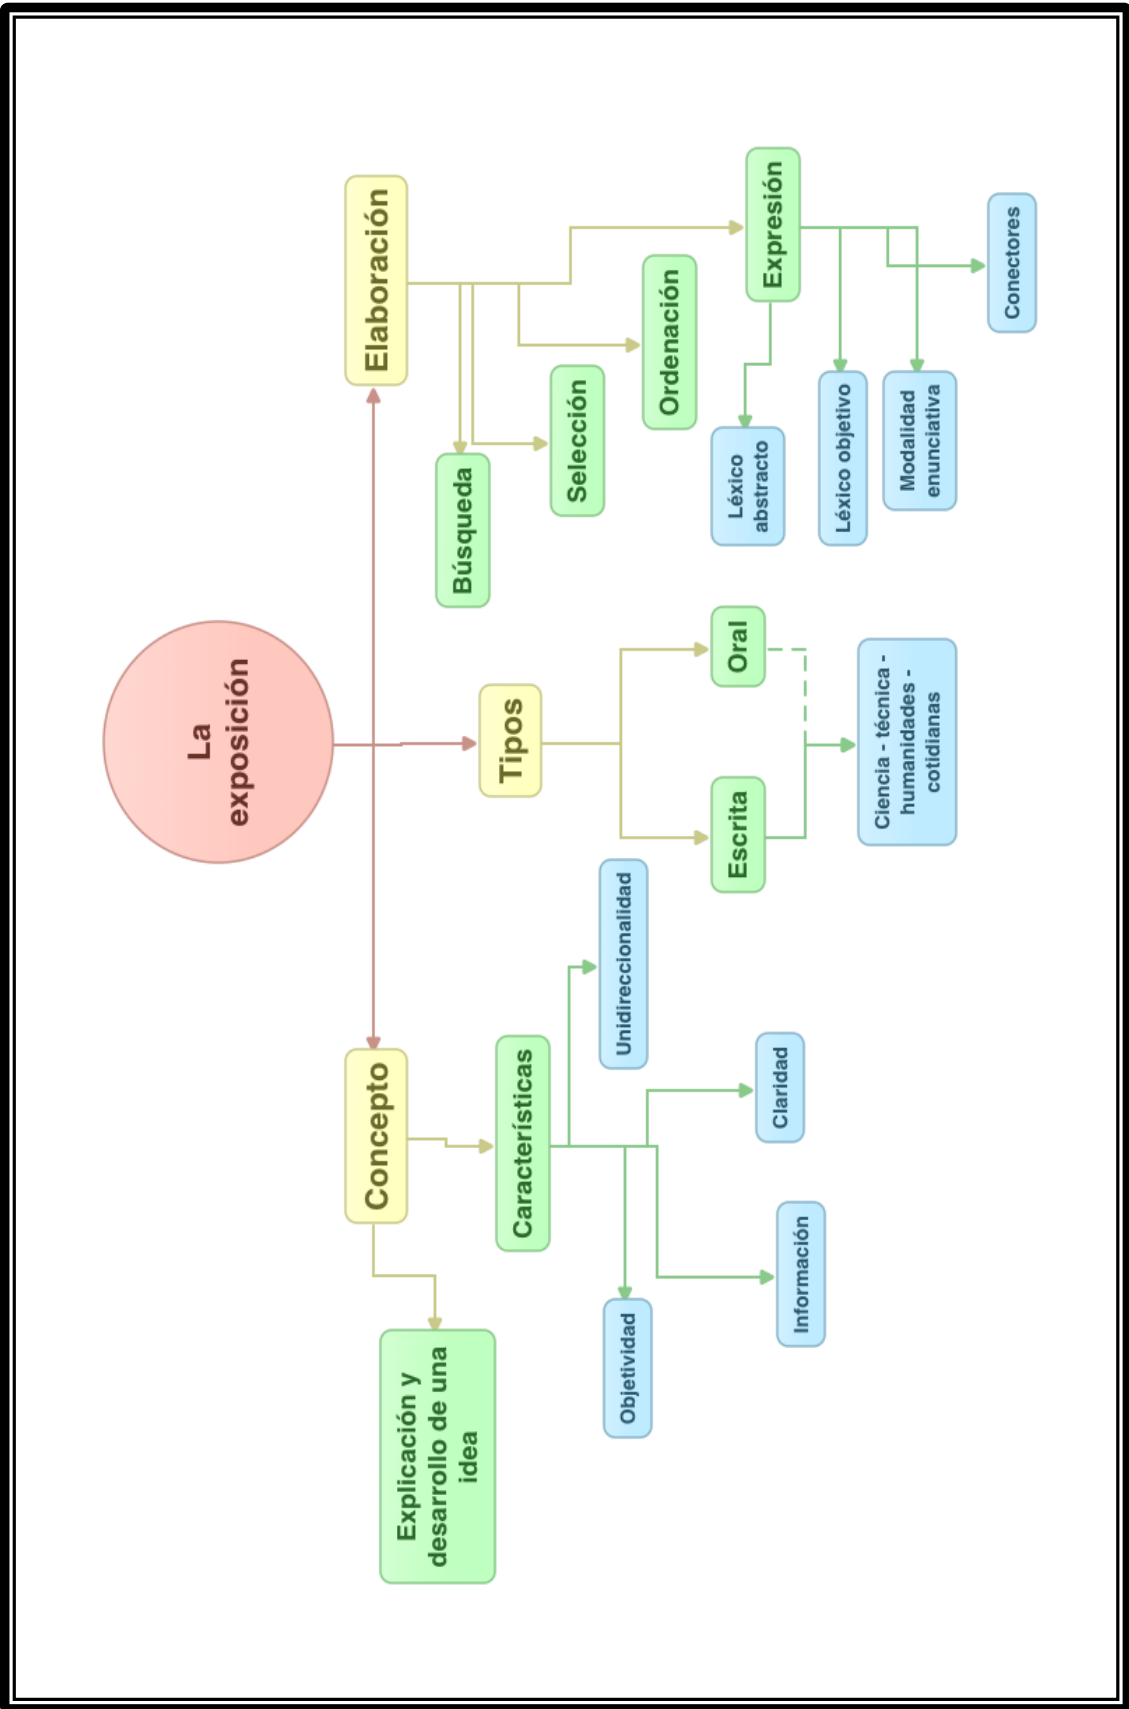 La
exposición
Concepto
Tipos
Elaboración
Explicación y
desarrollo de una
idea
Características
Objetividad
Información
Claridad
Unidireccionalidad
Escrita
Oral
Ciencia - técnica -
humanidades -
cotidianas
Búsqueda
Selección
Ordenación
Expresión
Léxico
abstracto
Léxico objetivo
Modalidad
enunciativa
Conectores